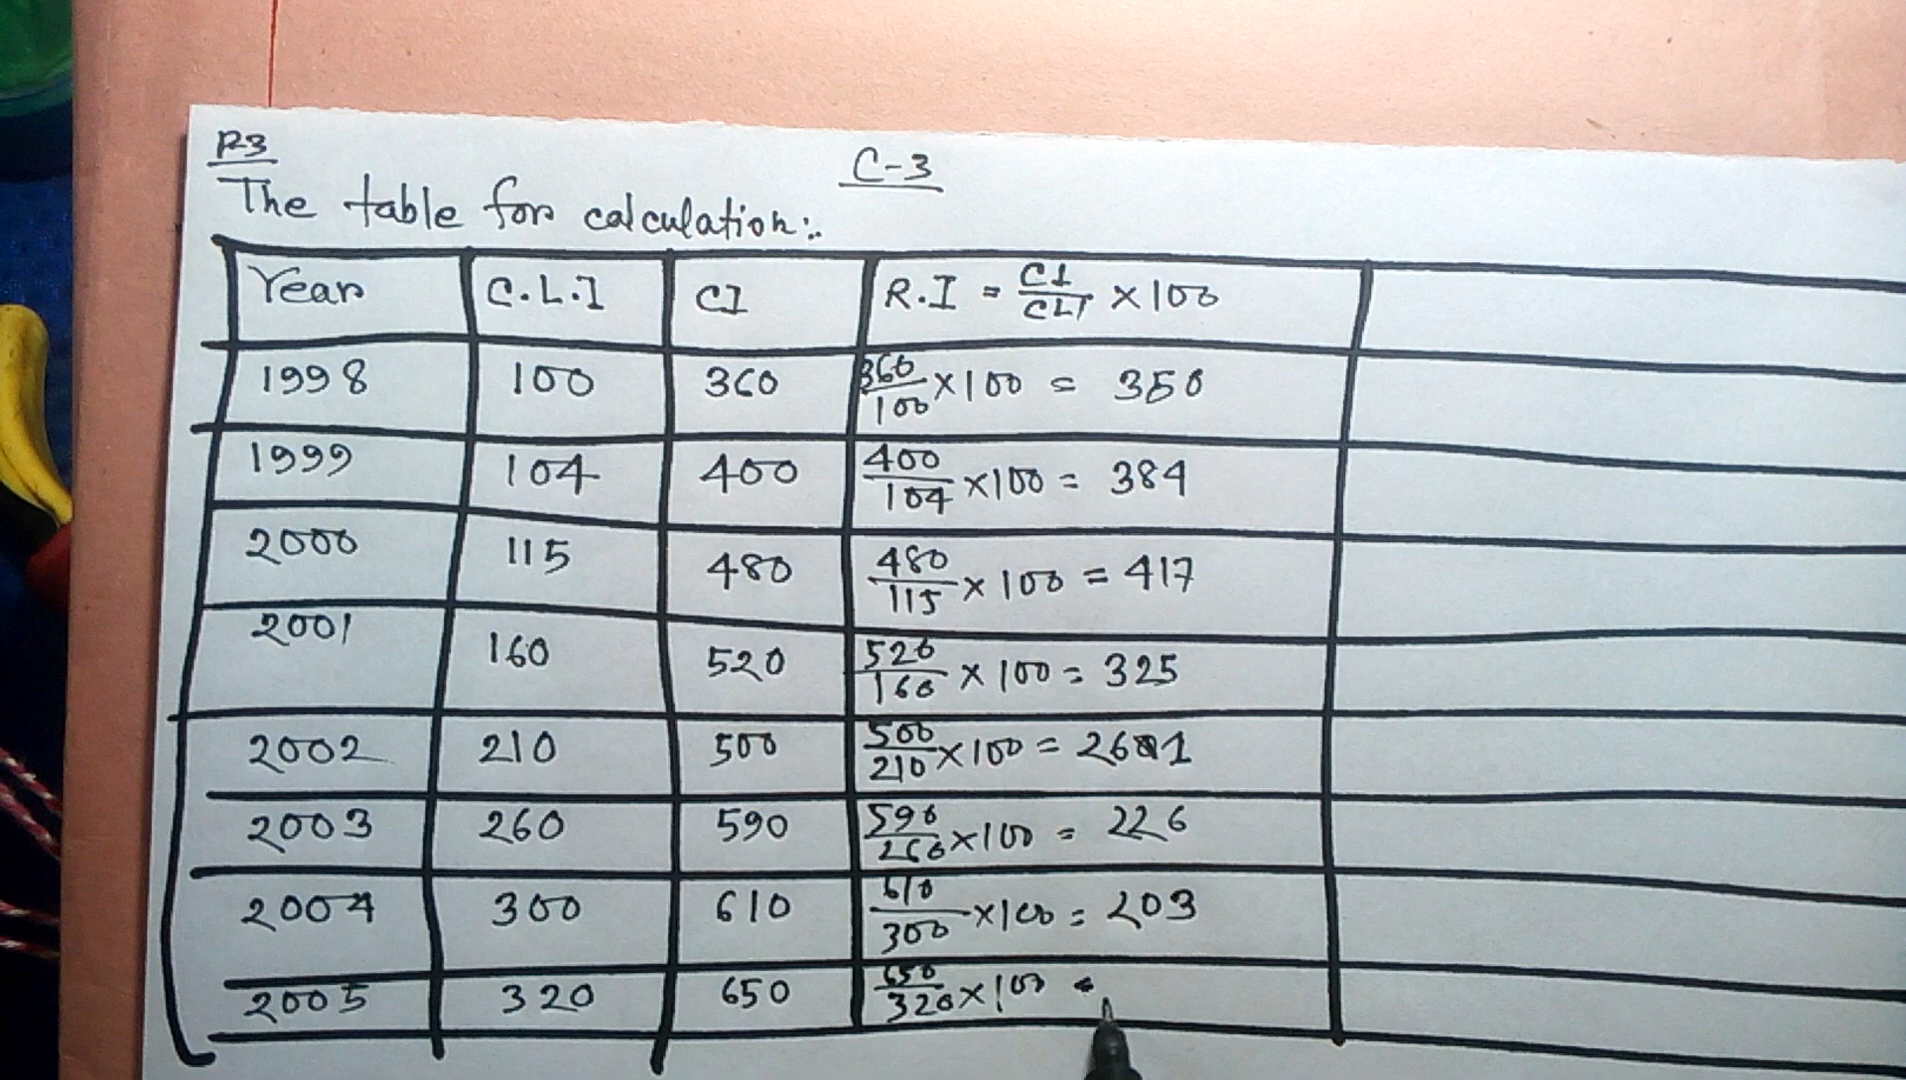 P3
C-3
The table for calculation:
Year C.L.I CI R.I = CI/CLI × 100
1998 100 360 360/100 × 100 = 350
1999 104 400 400/104 × 100 = 384
2000 115 480 480/115 × 100 = 417
2001 160 520 520/160 × 100 = 325
2002 210 500 500/210 × 100 =
2003 260 590 590/260 × 100 = 226
2004 300 610 610/300 × 100 = 203
2005 320 650 650/320 × 100 =